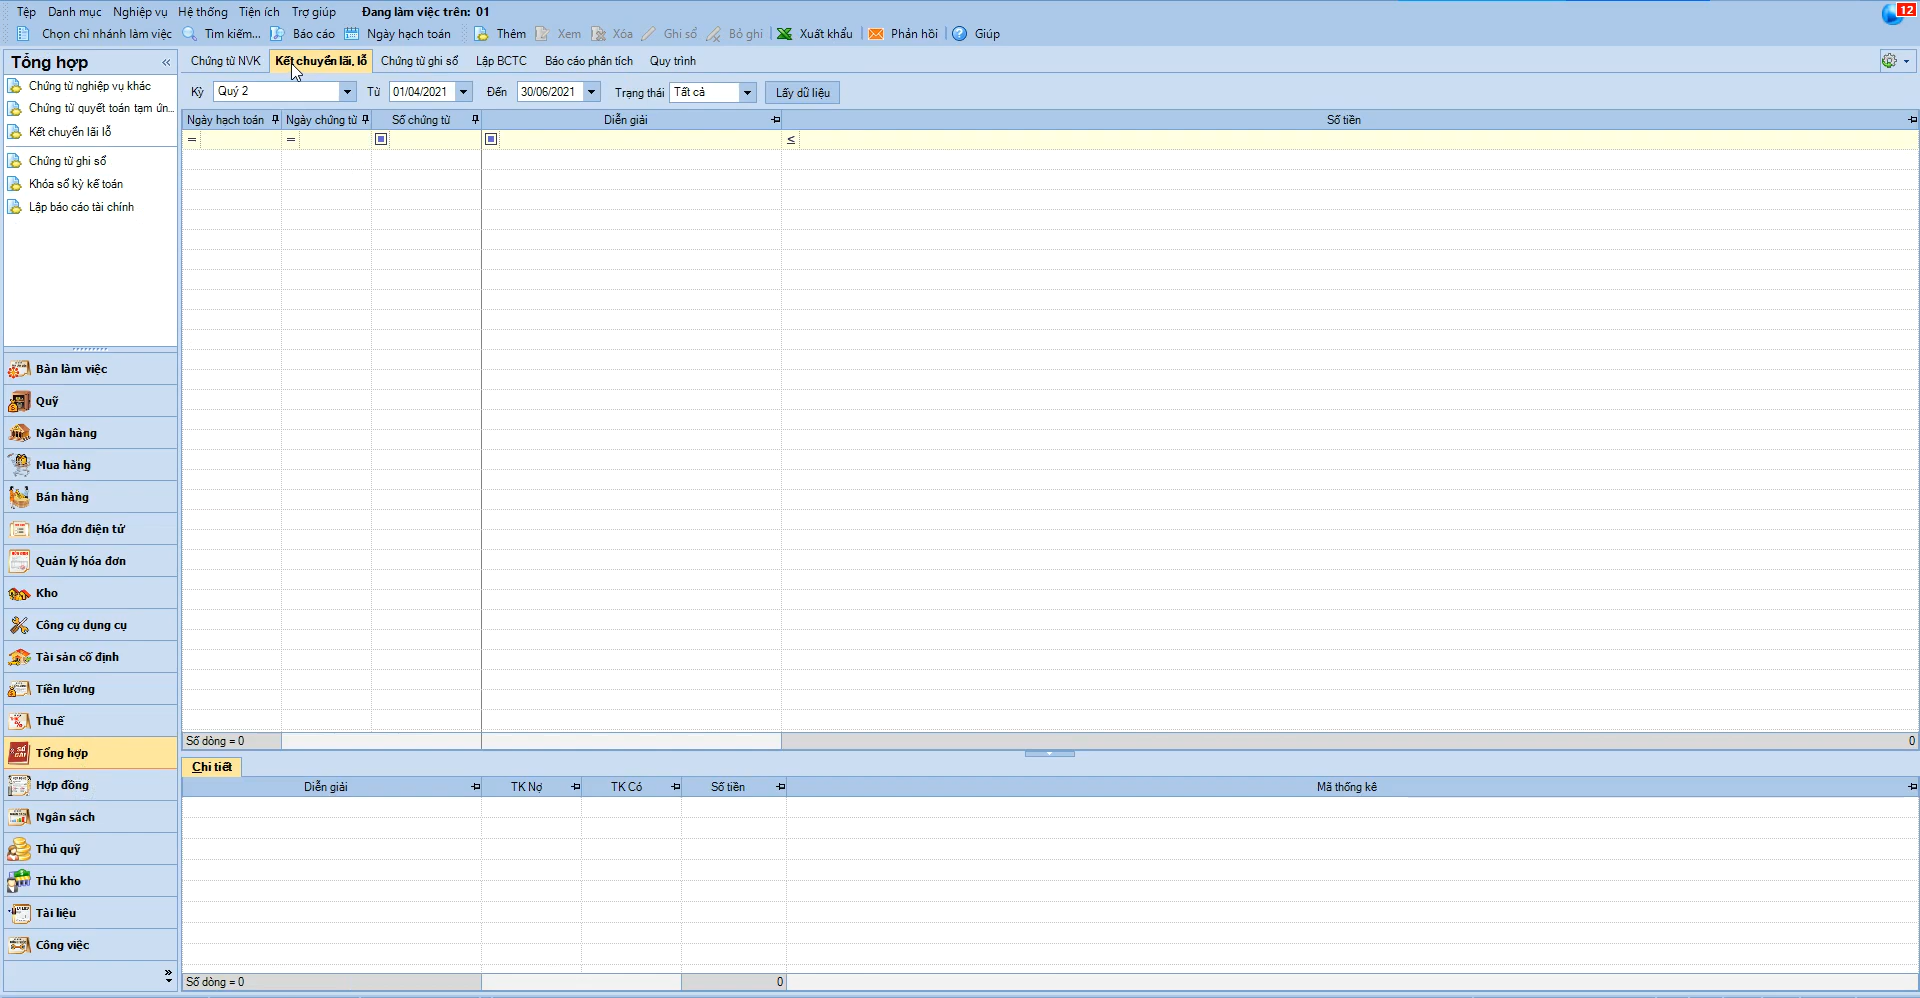 Tệp Danh mục Nghiệp vụ Hệ thống Tiện ích Trợ giúp Đang làm việc trên: 01
12
Chọn chi nhánh làm việc Tìm kiếm... Báo cáo Ngày hạch toán Thêm Xem Xóa Ghi sổ Bỏ ghi Xuất khẩu Phản hồi Giúp
Tổng hợp «
Chứng từ NVK Kết chuyển lãi, lỗ Chứng từ ghi sổ Lập BCTC Báo cáo phân tích Quy trình
Chứng từ nghiệp vụ khác
Chứng từ quyết toán tạm ứn...
Kết chuyển lãi lỗ
Chứng từ ghi sổ
Khóa sổ kỳ kế toán
Lập báo cáo tài chính
Kỳ Quý 2 Từ 01/04/2021 Đến 30/06/2021 Trạng thái Tất cả Lấy dữ liệu
Ngày hạch toán Ngày chứng từ Số chứng từ Diễn giải Số tiền
= = ≤
Bàn làm việc
Quỹ
Ngân hàng
Mua hàng
Bán hàng
Hóa đơn điện tử
Quản lý hóa đơn
Kho
Công cụ dụng cụ
Tài sản cố định
Tiền lương
Thuế
Tổng hợp
Hợp đồng
Ngân sách
Thủ quỹ
Thủ kho
Tài liệu
Công việc
»
Số dòng = 0 0
Chi tiết
Diễn giải TK Nợ TK Có Số tiền Mã thống kê
Số dòng = 0 0